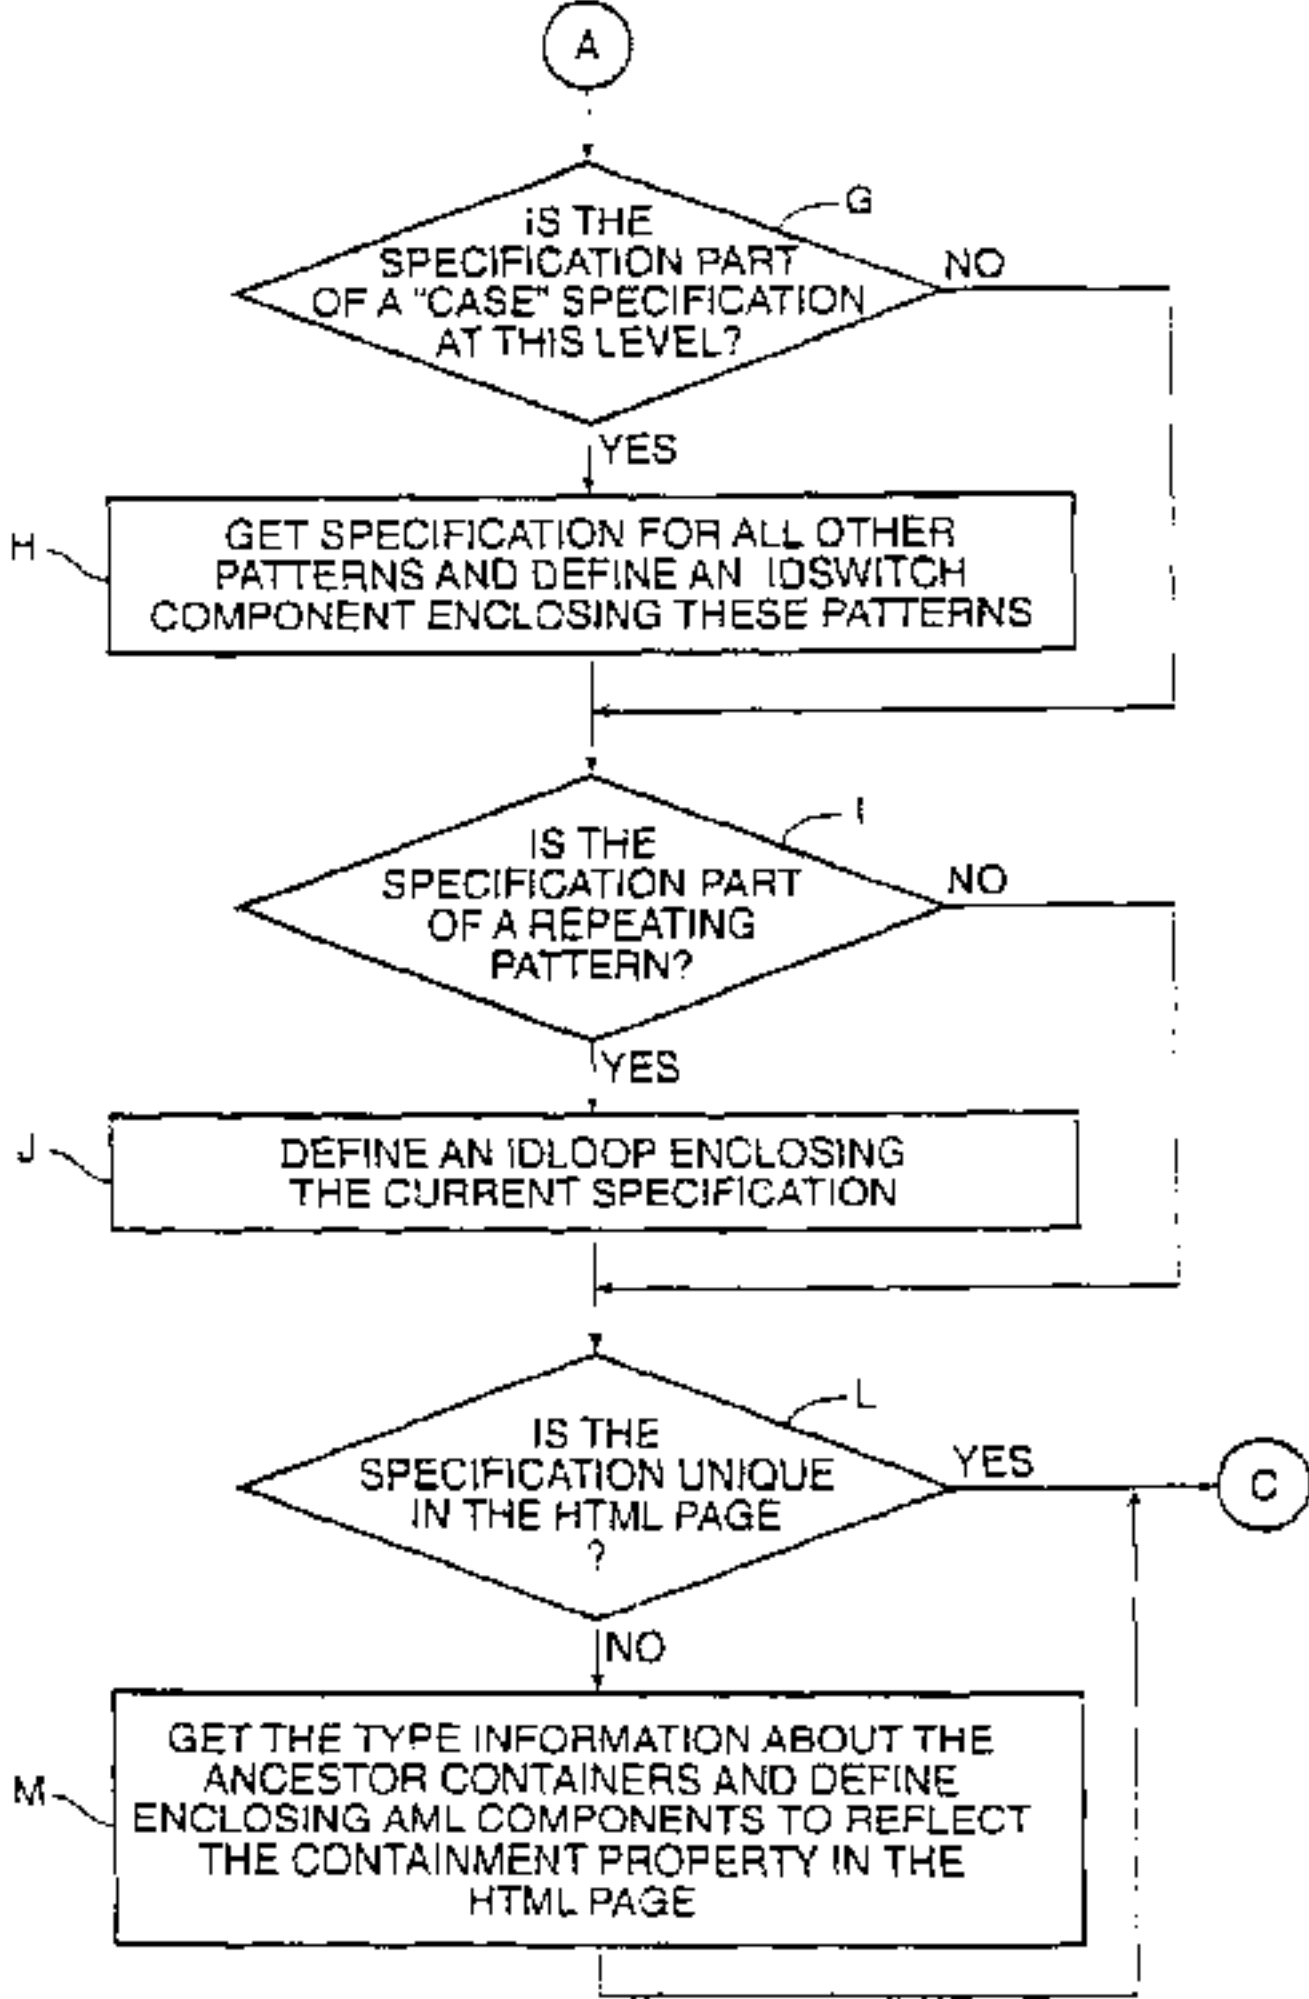 A
IS THE
SPECIFICATION PART
OF A "CASE" SPECIFICATION
AT THIS LEVEL?
G
NO
YES
H
GET SPECIFICATION FOR ALL OTHER
PATTERNS AND DEFINE AN IDSWITCH
COMPONENT ENCLOSING THESE PATTERNS
IS THE
SPECIFICATION PART
OF A REPEATING
PATTERN?
I
NO
YES
J
DEFINE AN IDLOOP ENCLOSING
THE CURRENT SPECIFICATION
IS THE
SPECIFICATION UNIQUE
IN THE HTML PAGE
?
L
YES
C
NO
M
GET THE TYPE INFORMATION ABOUT THE
ANCESTOR CONTAINERS AND DEFINE
ENCLOSING AML COMPONENTS TO REFLECT
THE CONTAINMENT PROPERTY IN THE
HTML PAGE